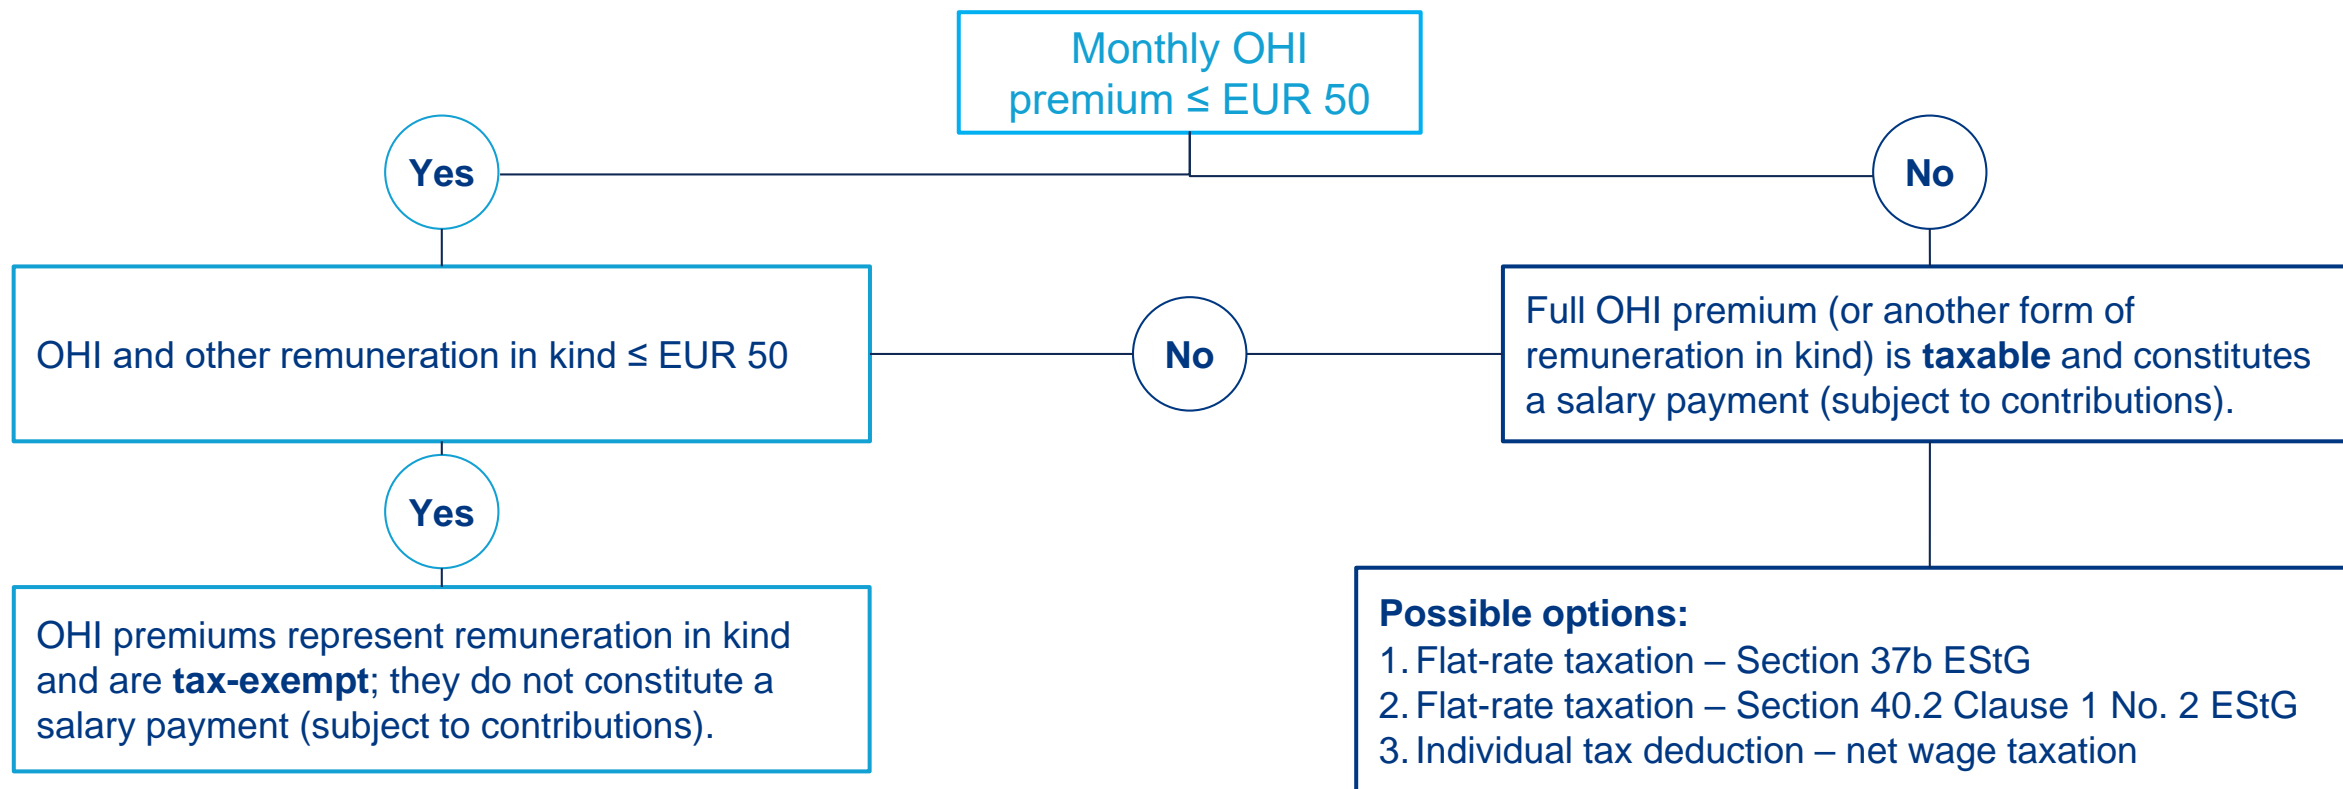 Monthly OHI
premium ≤ EUR 50
Yes
No
OHI and other remuneration in kind ≤ EUR 50
No
Full OHI premium (or another form of
remuneration in kind) is taxable and constitutes
a salary payment (subject to contributions).
Yes
OHI premiums represent remuneration in kind
and are tax-exempt; they do not constitute a
salary payment (subject to contributions).
Possible options:
1. Flat-rate taxation – Section 37b EStG
2. Flat-rate taxation – Section 40.2 Clause 1 No. 2 EStG
3. Individual tax deduction – net wage taxation